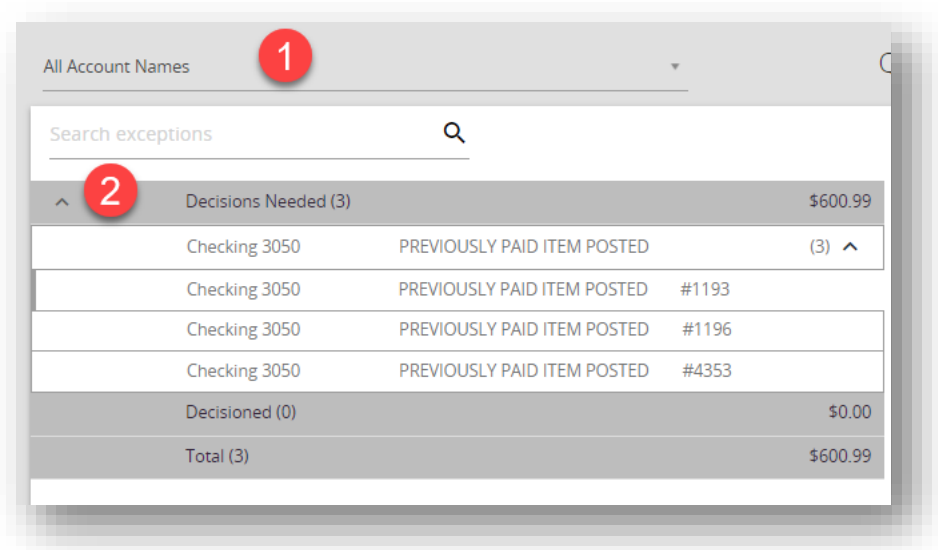 All Account Names 1
Search exceptions
2 Decisions Needed (3) $600.99
Checking 3050 PREVIOUSLY PAID ITEM POSTED (3)
Checking 3050 PREVIOUSLY PAID ITEM POSTED #1193
Checking 3050 PREVIOUSLY PAID ITEM POSTED #1196
Checking 3050 PREVIOUSLY PAID ITEM POSTED #4353
Decisioned (0) $0.00
Total (3) $600.99